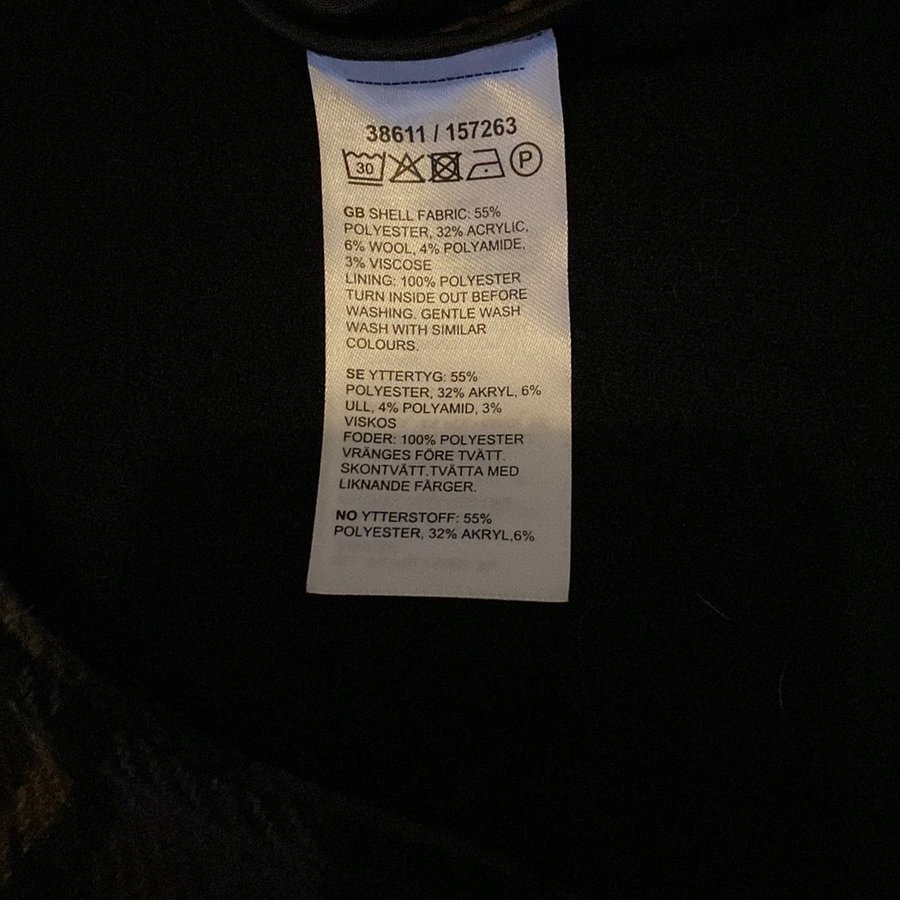 38611 / 157263
30 P
GB SHELL FABRIC: 55%
POLYESTER, 32% ACRYLIC,
6% WOOL, 4% POLYAMIDE,
3% VISCOSE
LINING: 100% POLYESTER
TURN INSIDE OUT BEFORE
WASHING. GENTLE WASH
WASH WITH SIMILAR
COLOURS.
SE YTTERTYG: 55%
POLYESTER, 32% AKRYL, 6%
ULL, 4% POLYAMID, 3%
VISKOS
FODER: 100% POLYESTER
VRÄNGES FÖRE TVÄTT.
SKONTVÄTT.TVÄTTA MED
LIKNANDE FÄRGER.
NO YTTERSTOFF: 55%
POLYESTER, 32% AKRYL,6%